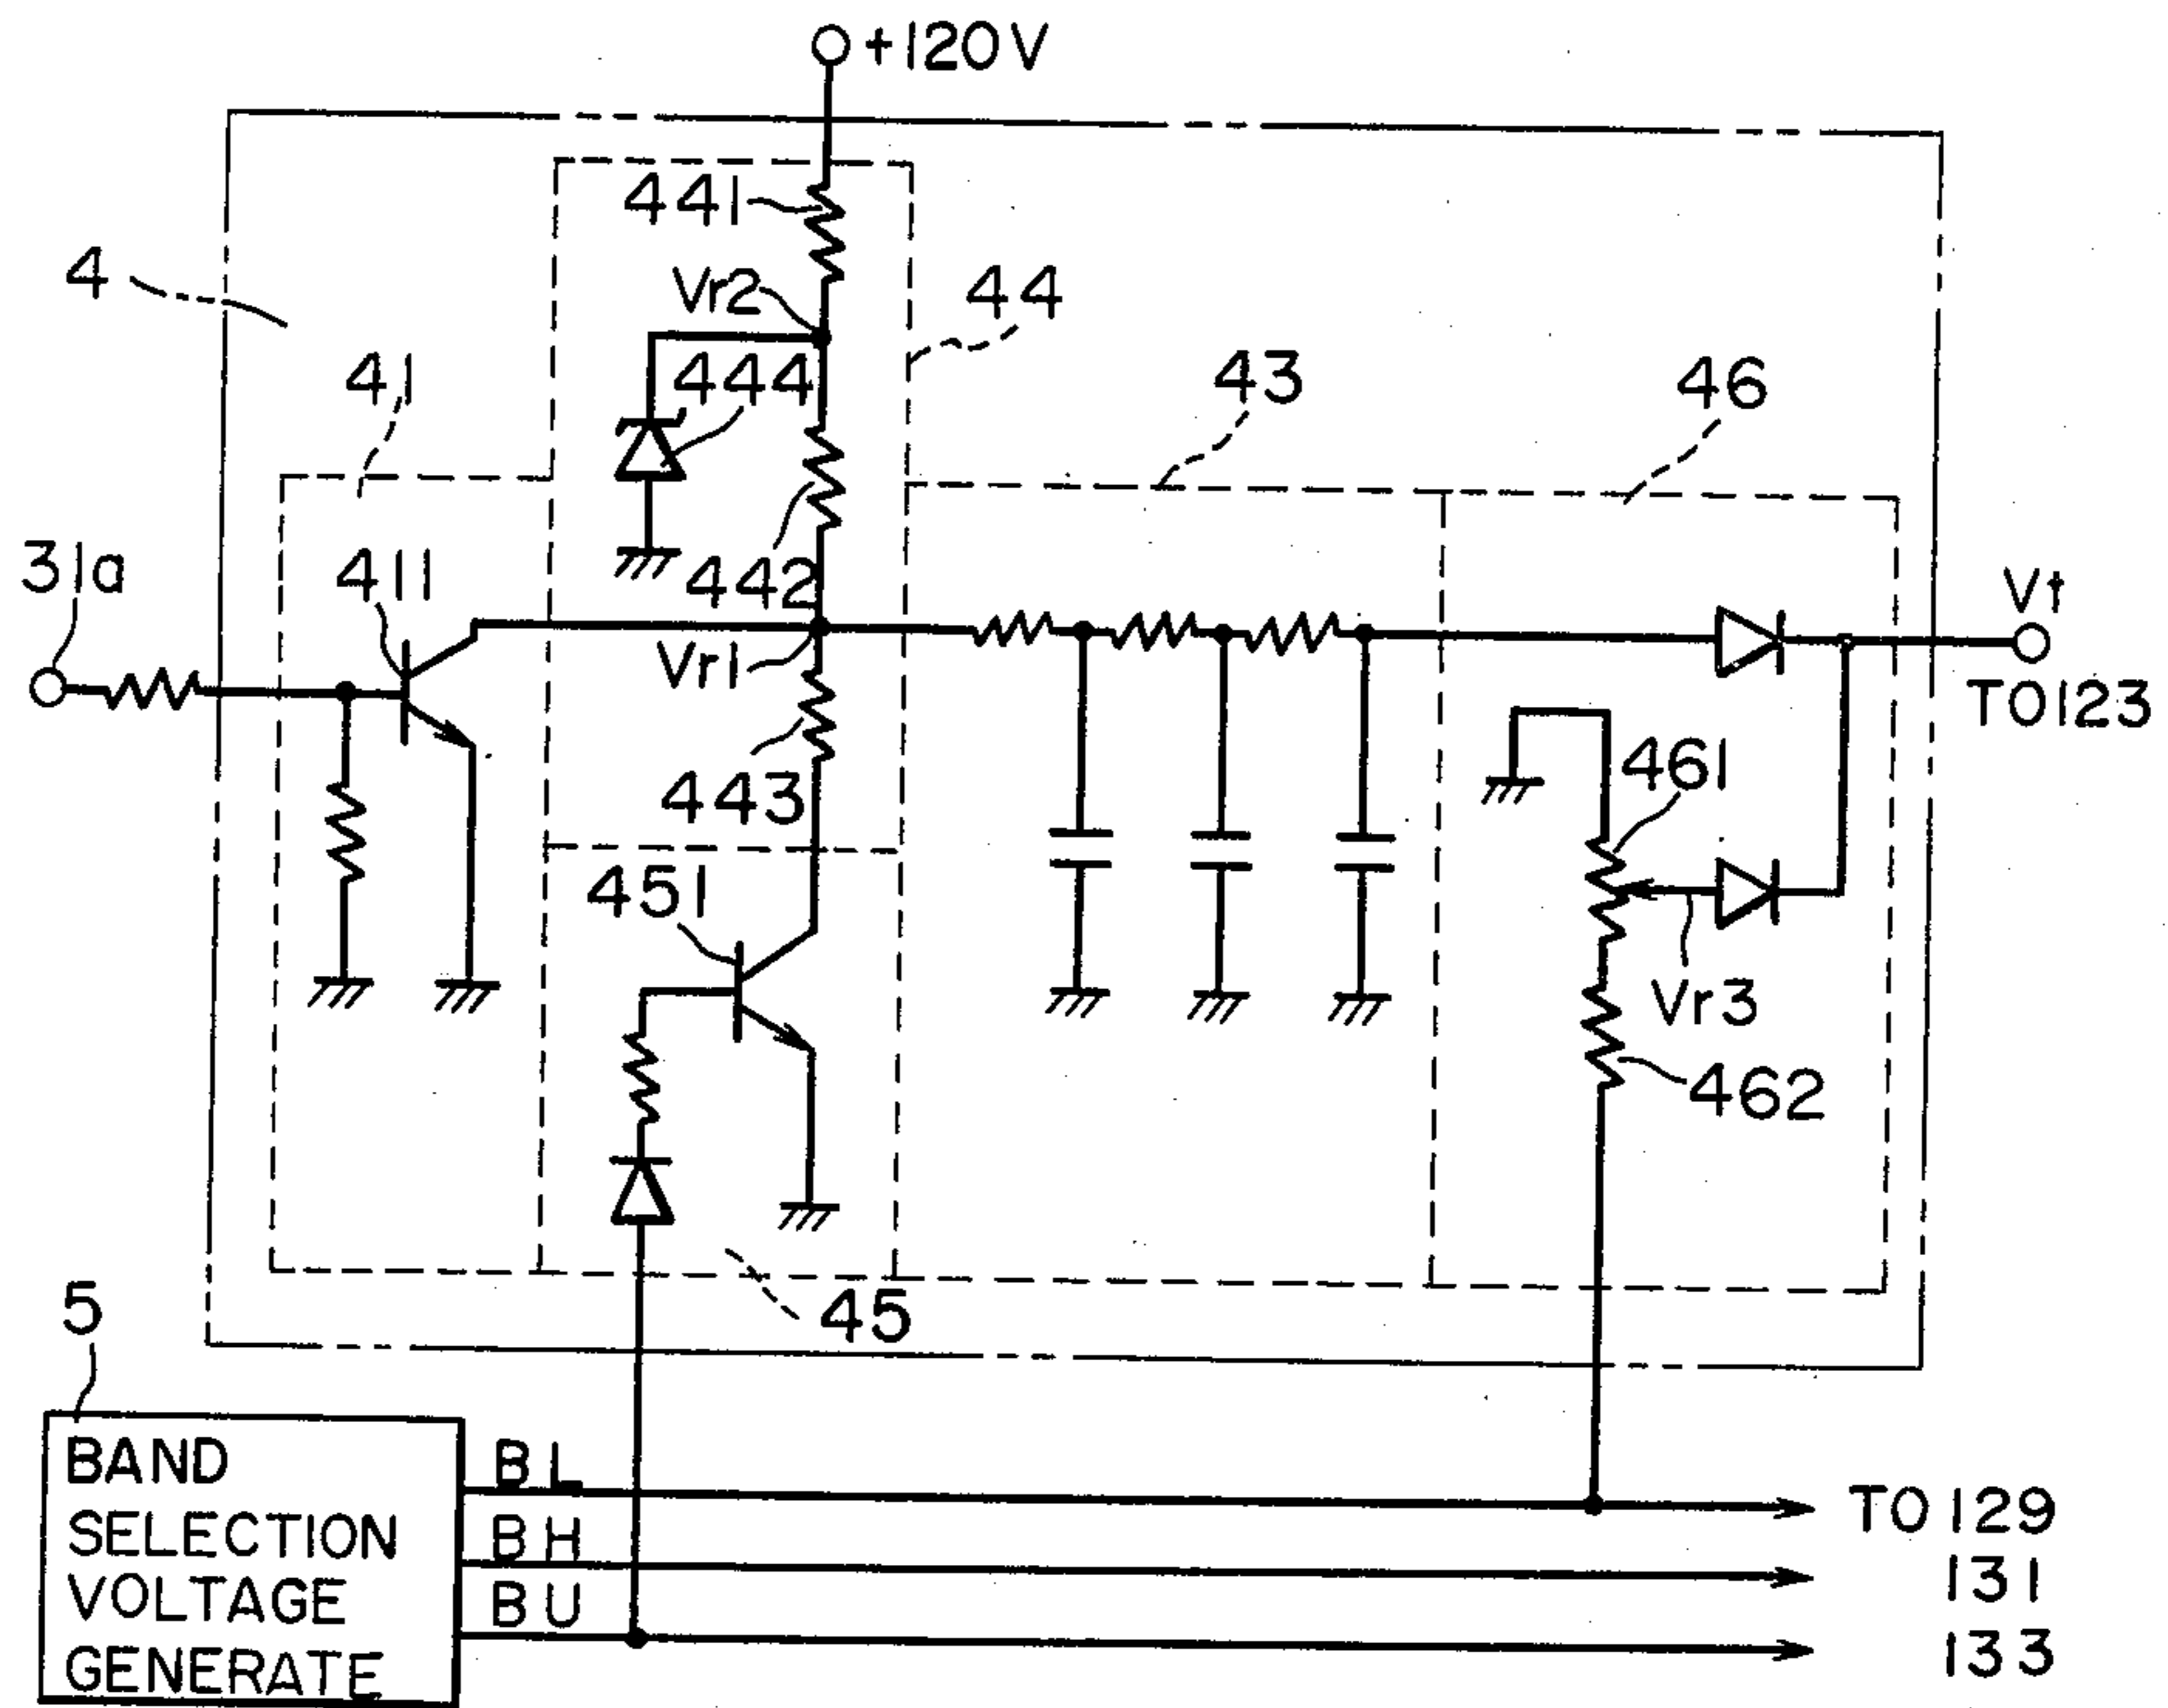 +120V
441
Vr2
4
44
444
41
43
46
31a
411
442
Vt
Vr1
TO123
461
443
451
Vr3
462
45
5
BAND
SELECTION
VOLTAGE
GENERATE
BL
BH
BU
TO129
131
133